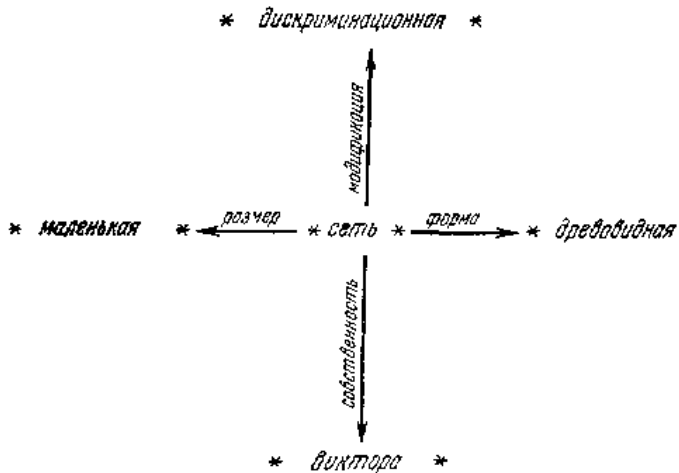 * дискриминационная *
модификация
* маленькая * размер * сеть * форма * древовидная
собственность
* Виктора *